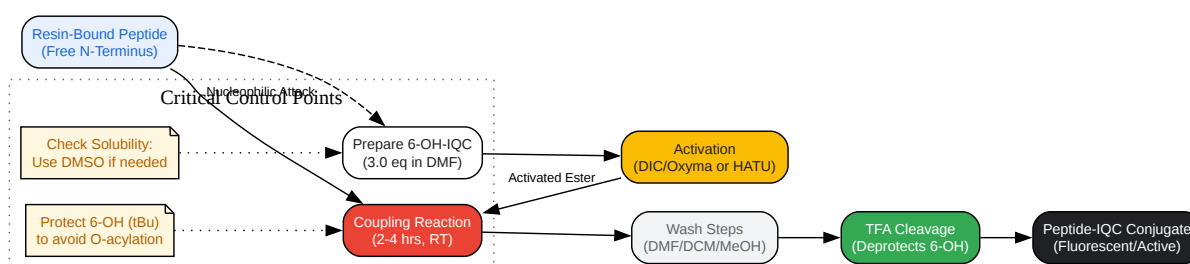 Resin-Bound Peptide
(Free N-Terminus)
Nucleophilic Attack
Critical Control Points
Check Solubility:
Use DMSO if needed
Prepare 6-OH-IQC
(3.0 eq in DMF)
Activation
(DIC/Oxyma or HATU)
Activated Ester
Protect 6-OH (tBu)
to avoid O-acylation
Coupling Reaction
(2-4 hrs, RT)
Wash Steps
(DMF/DCM/MeOH)
TFA Cleavage
(Deprotects 6-OH)
Peptide-IQC Conjugate
(Fluorescent/Active)